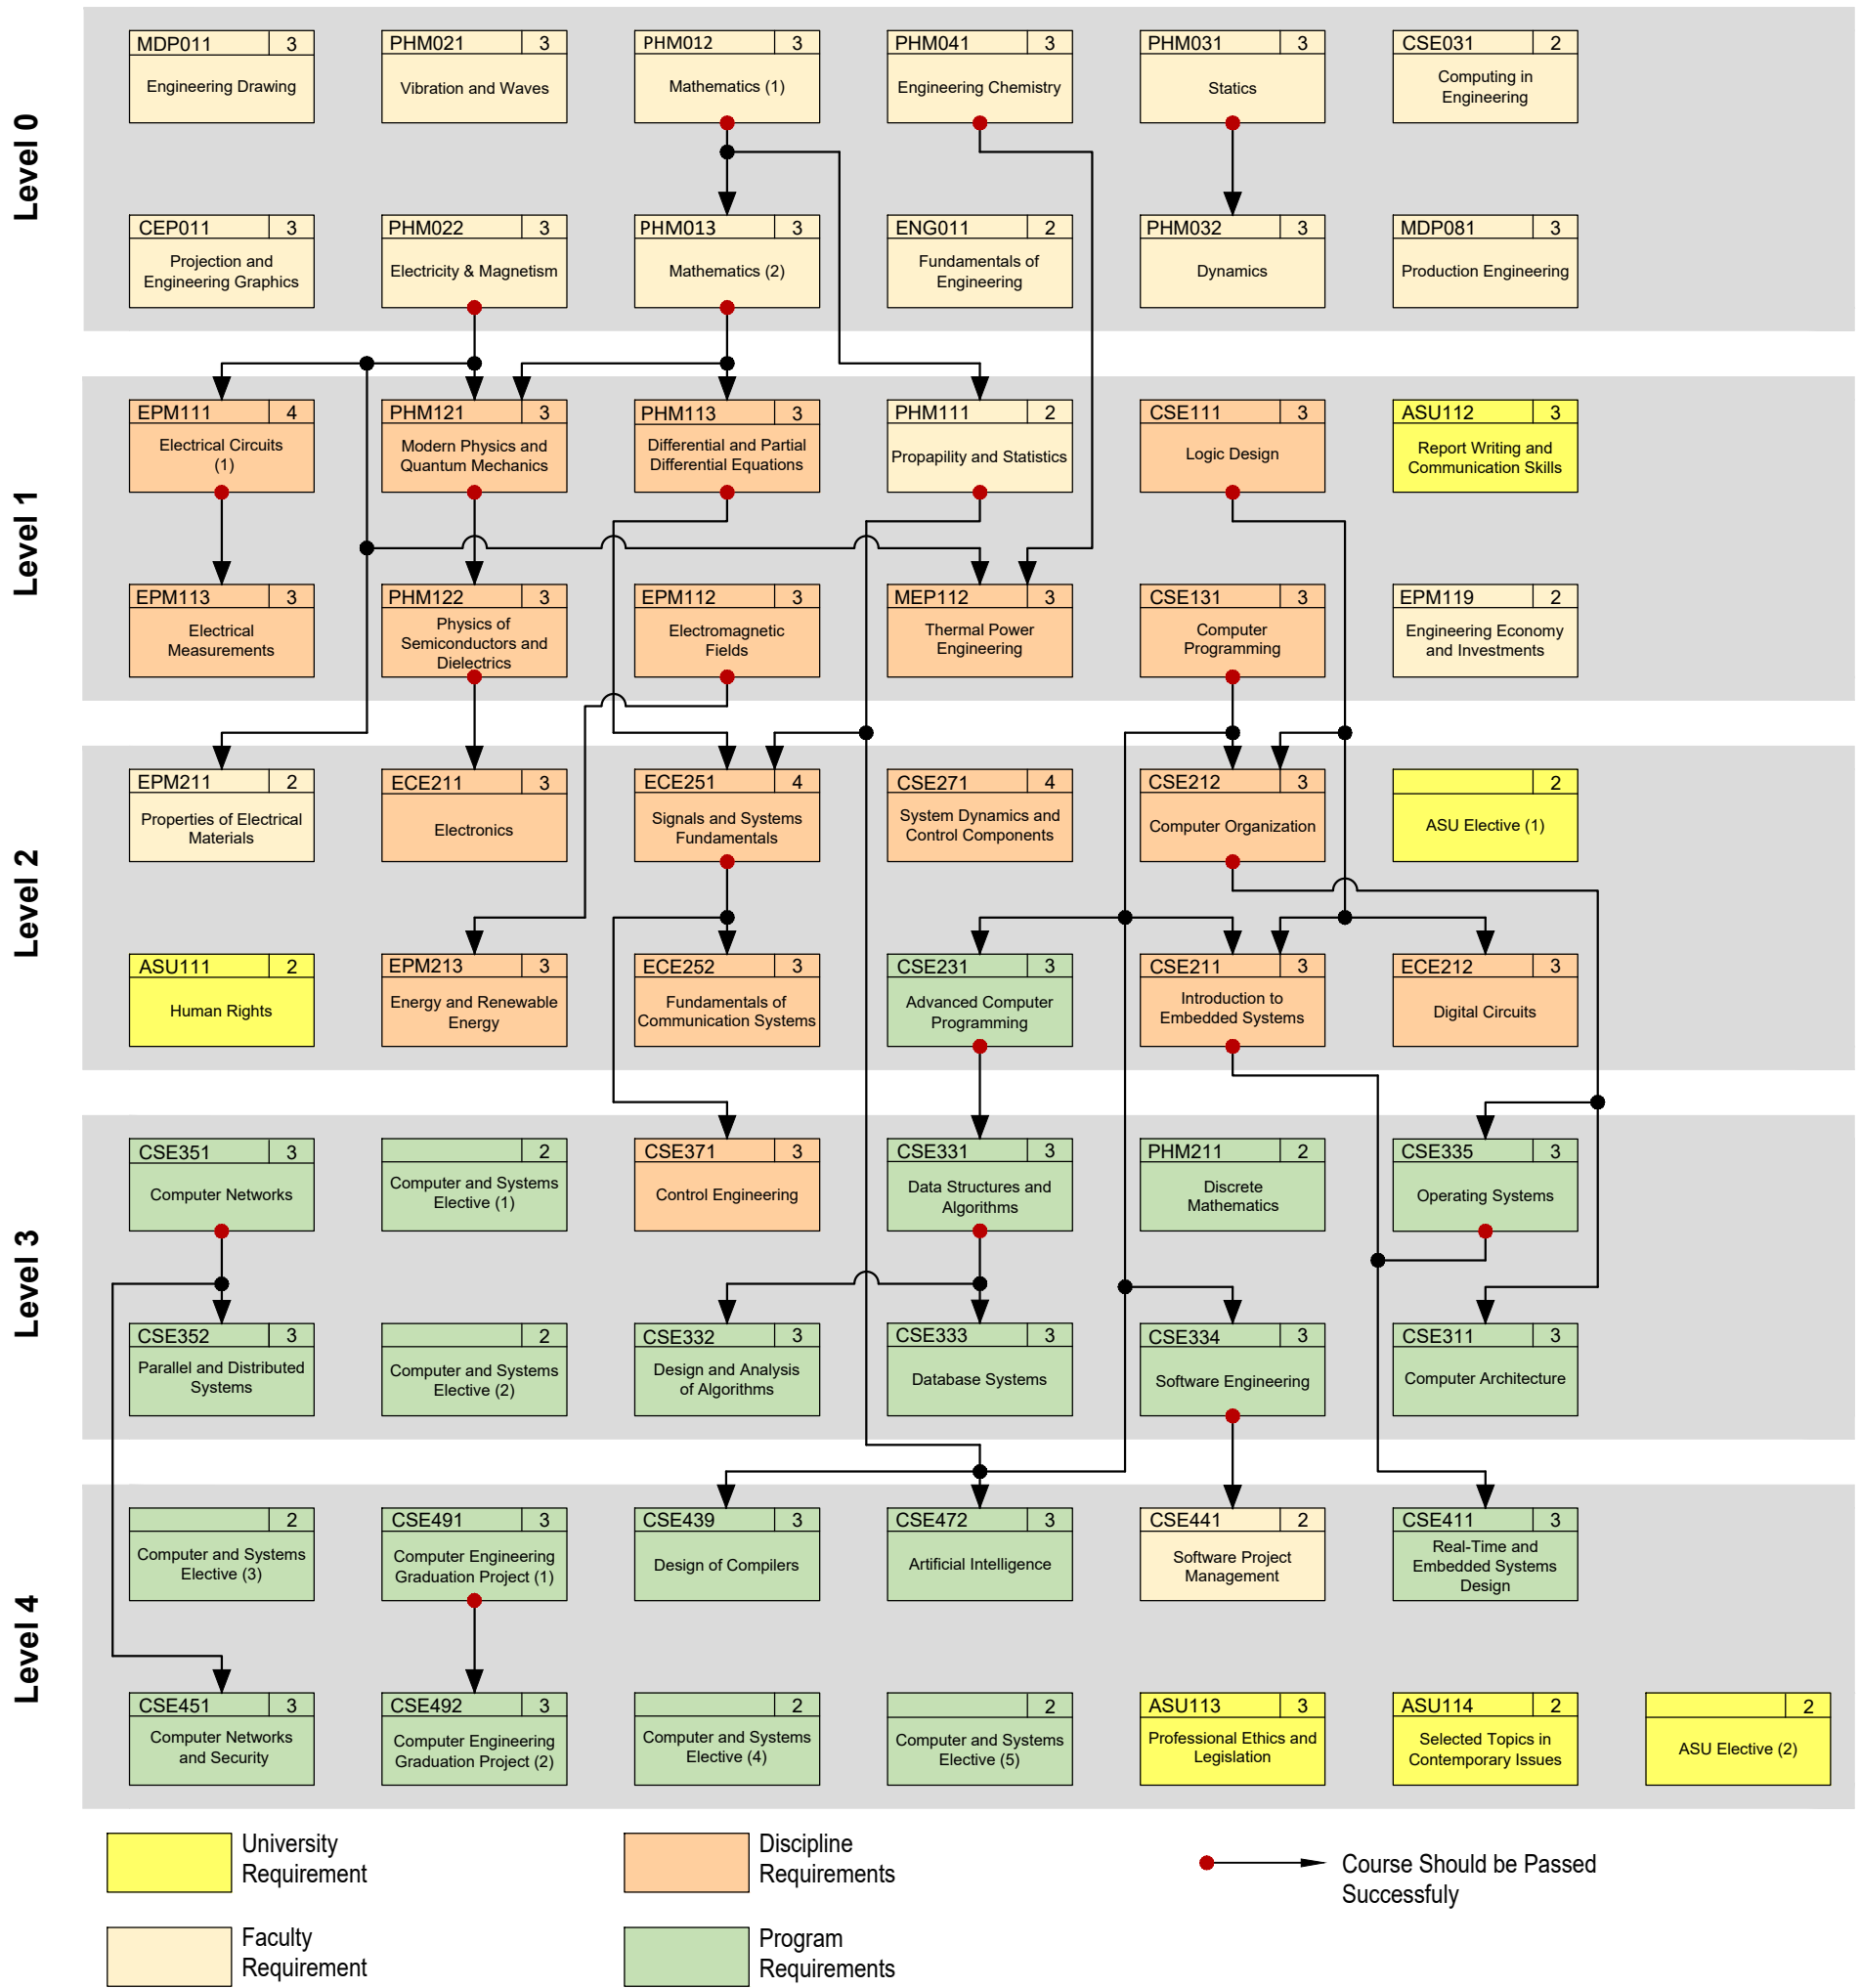 Level 0
MDP011 3
Engineering Drawing
PHM021 3
Vibration and Waves
PHM012 3
Mathematics (1)
PHM041 3
Engineering Chemistry
PHM031 3
Statics
CSE031 2
Computing in
Engineering
CEP011 3
Projection and
Engineering Graphics
PHM022 3
Electricity & Magnetism
PHM013 3
Mathematics (2)
ENG011 2
Fundamentals of
Engineering
PHM032 3
Dynamics
MDP081 3
Production Engineering
Level 1
EPM111 4
Electrical Circuits
(1)
PHM121 3
Modern Physics and
Quantum Mechanics
PHM113 3
Differential and Partial
Differential Equations
PHM111 2
Propapility and Statistics
CSE111 3
Logic Design
ASU112 3
Report Writing and
Communication Skills
EPM113 3
Electrical
Measurements
PHM122 3
Physics of
Semiconductors and
Dielectrics
EPM112 3
Electromagnetic
Fields
MEP112 3
Thermal Power
Engineering
CSE131 3
Computer
Programming
EPM119 2
Engineering Economy
and Investments
Level 2
EPM211 2
Properties of Electrical
Materials
ECE211 3
Electronics
ECE251 4
Signals and Systems
Fundamentals
CSE271 4
System Dynamics and
Control Components
CSE212 3
Computer Organization
2
ASU Elective (1)
ASU111 2
Human Rights
EPM213 3
Energy and Renewable
Energy
ECE252 3
Fundamentals of
Communication Systems
CSE231 3
Advanced Computer
Programming
CSE211 3
Introduction to
Embedded Systems
ECE212 3
Digital Circuits
Level 3
CSE351 3
Computer Networks
2
Computer and Systems
Elective (1)
CSE371 3
Control Engineering
CSE331 3
Data Structures and
Algorithms
PHM211 2
Discrete
Mathematics
CSE335 3
Operating Systems
CSE352 3
Parallel and Distributed
Systems
2
Computer and Systems
Elective (2)
CSE332 3
Design and Analysis
of Algorithms
CSE333 3
Database Systems
CSE334 3
Software Engineering
CSE311 3
Computer Architecture
Level 4
2
Computer and Systems
Elective (3)
CSE491 3
Computer Engineering
Graduation Project (1)
CSE439 3
Design of Compilers
CSE472 3
Artificial Intelligence
CSE441 2
Software Project
Management
CSE411 3
Real-Time and
Embedded Systems
Design
CSE451 3
Computer Networks
and Security
CSE492 3
Computer Engineering
Graduation Project (2)
2
Computer and Systems
Elective (4)
2
Computer and Systems
Elective (5)
ASU113 3
Professional Ethics and
Legislation
ASU114 2
Selected Topics in
Contemporary Issues
2
ASU Elective (2)
University
Requirement
Discipline
Requirements
Course Should be Passed
Successfuly
Faculty
Requirement
Program
Requirements